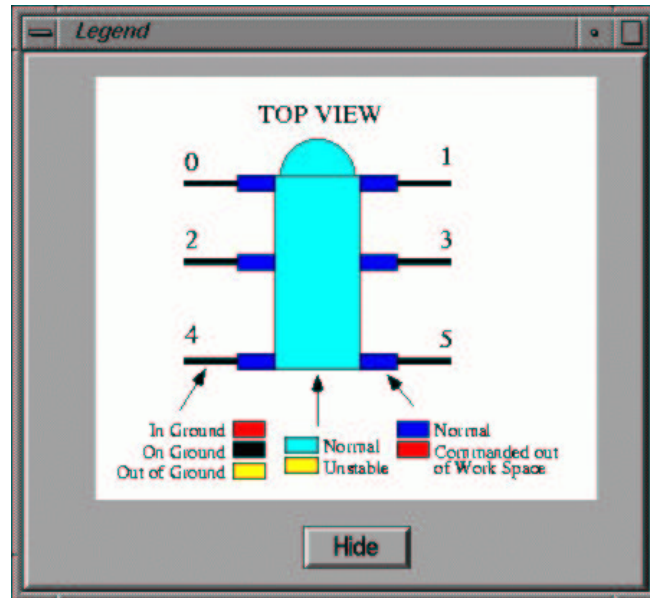 Legend
TOP VIEW
0 1
2 3
4 5
In Ground
On Ground
Out of Ground
Normal
Unstable
Normal
Commanded out
of Work Space
Hide